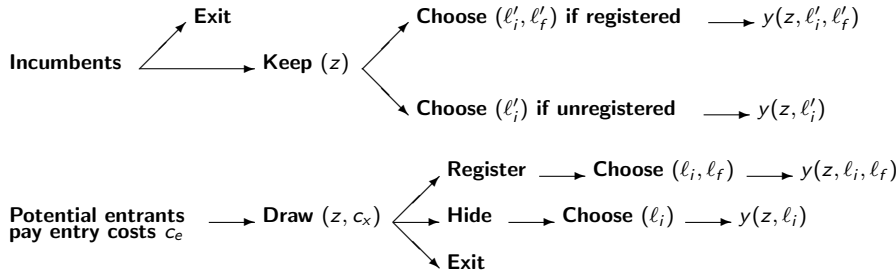 Exit
Choose (ℓ′ᵢ, ℓ′_f) if registered
y(z, ℓ′ᵢ, ℓ′_f)
Incumbents
Keep (z)
Choose (ℓ′ᵢ) if unregistered
y(z, ℓ′ᵢ)
Register
Choose (ℓᵢ, ℓ_f)
y(z, ℓᵢ, ℓ_f)
Potential entrants
pay entry costs cₑ
Draw (z, cₓ)
Hide
Choose (ℓᵢ)
y(z, ℓᵢ)
Exit